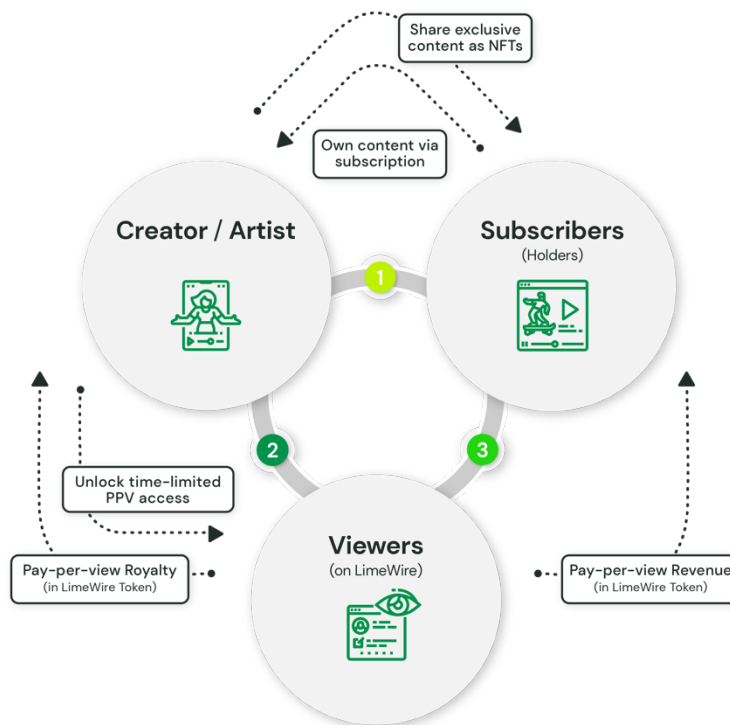 Share exclusive
content as NFTs
Own content via
subscription
Creator / Artist
Subscribers
(Holders)
1
2
3
Unlock time-limited
PPV access
Pay-per-view Royalty
(in LimeWire Token)
Viewers
(on LimeWire)
Pay-per-view Revenue
(in LimeWire Token)